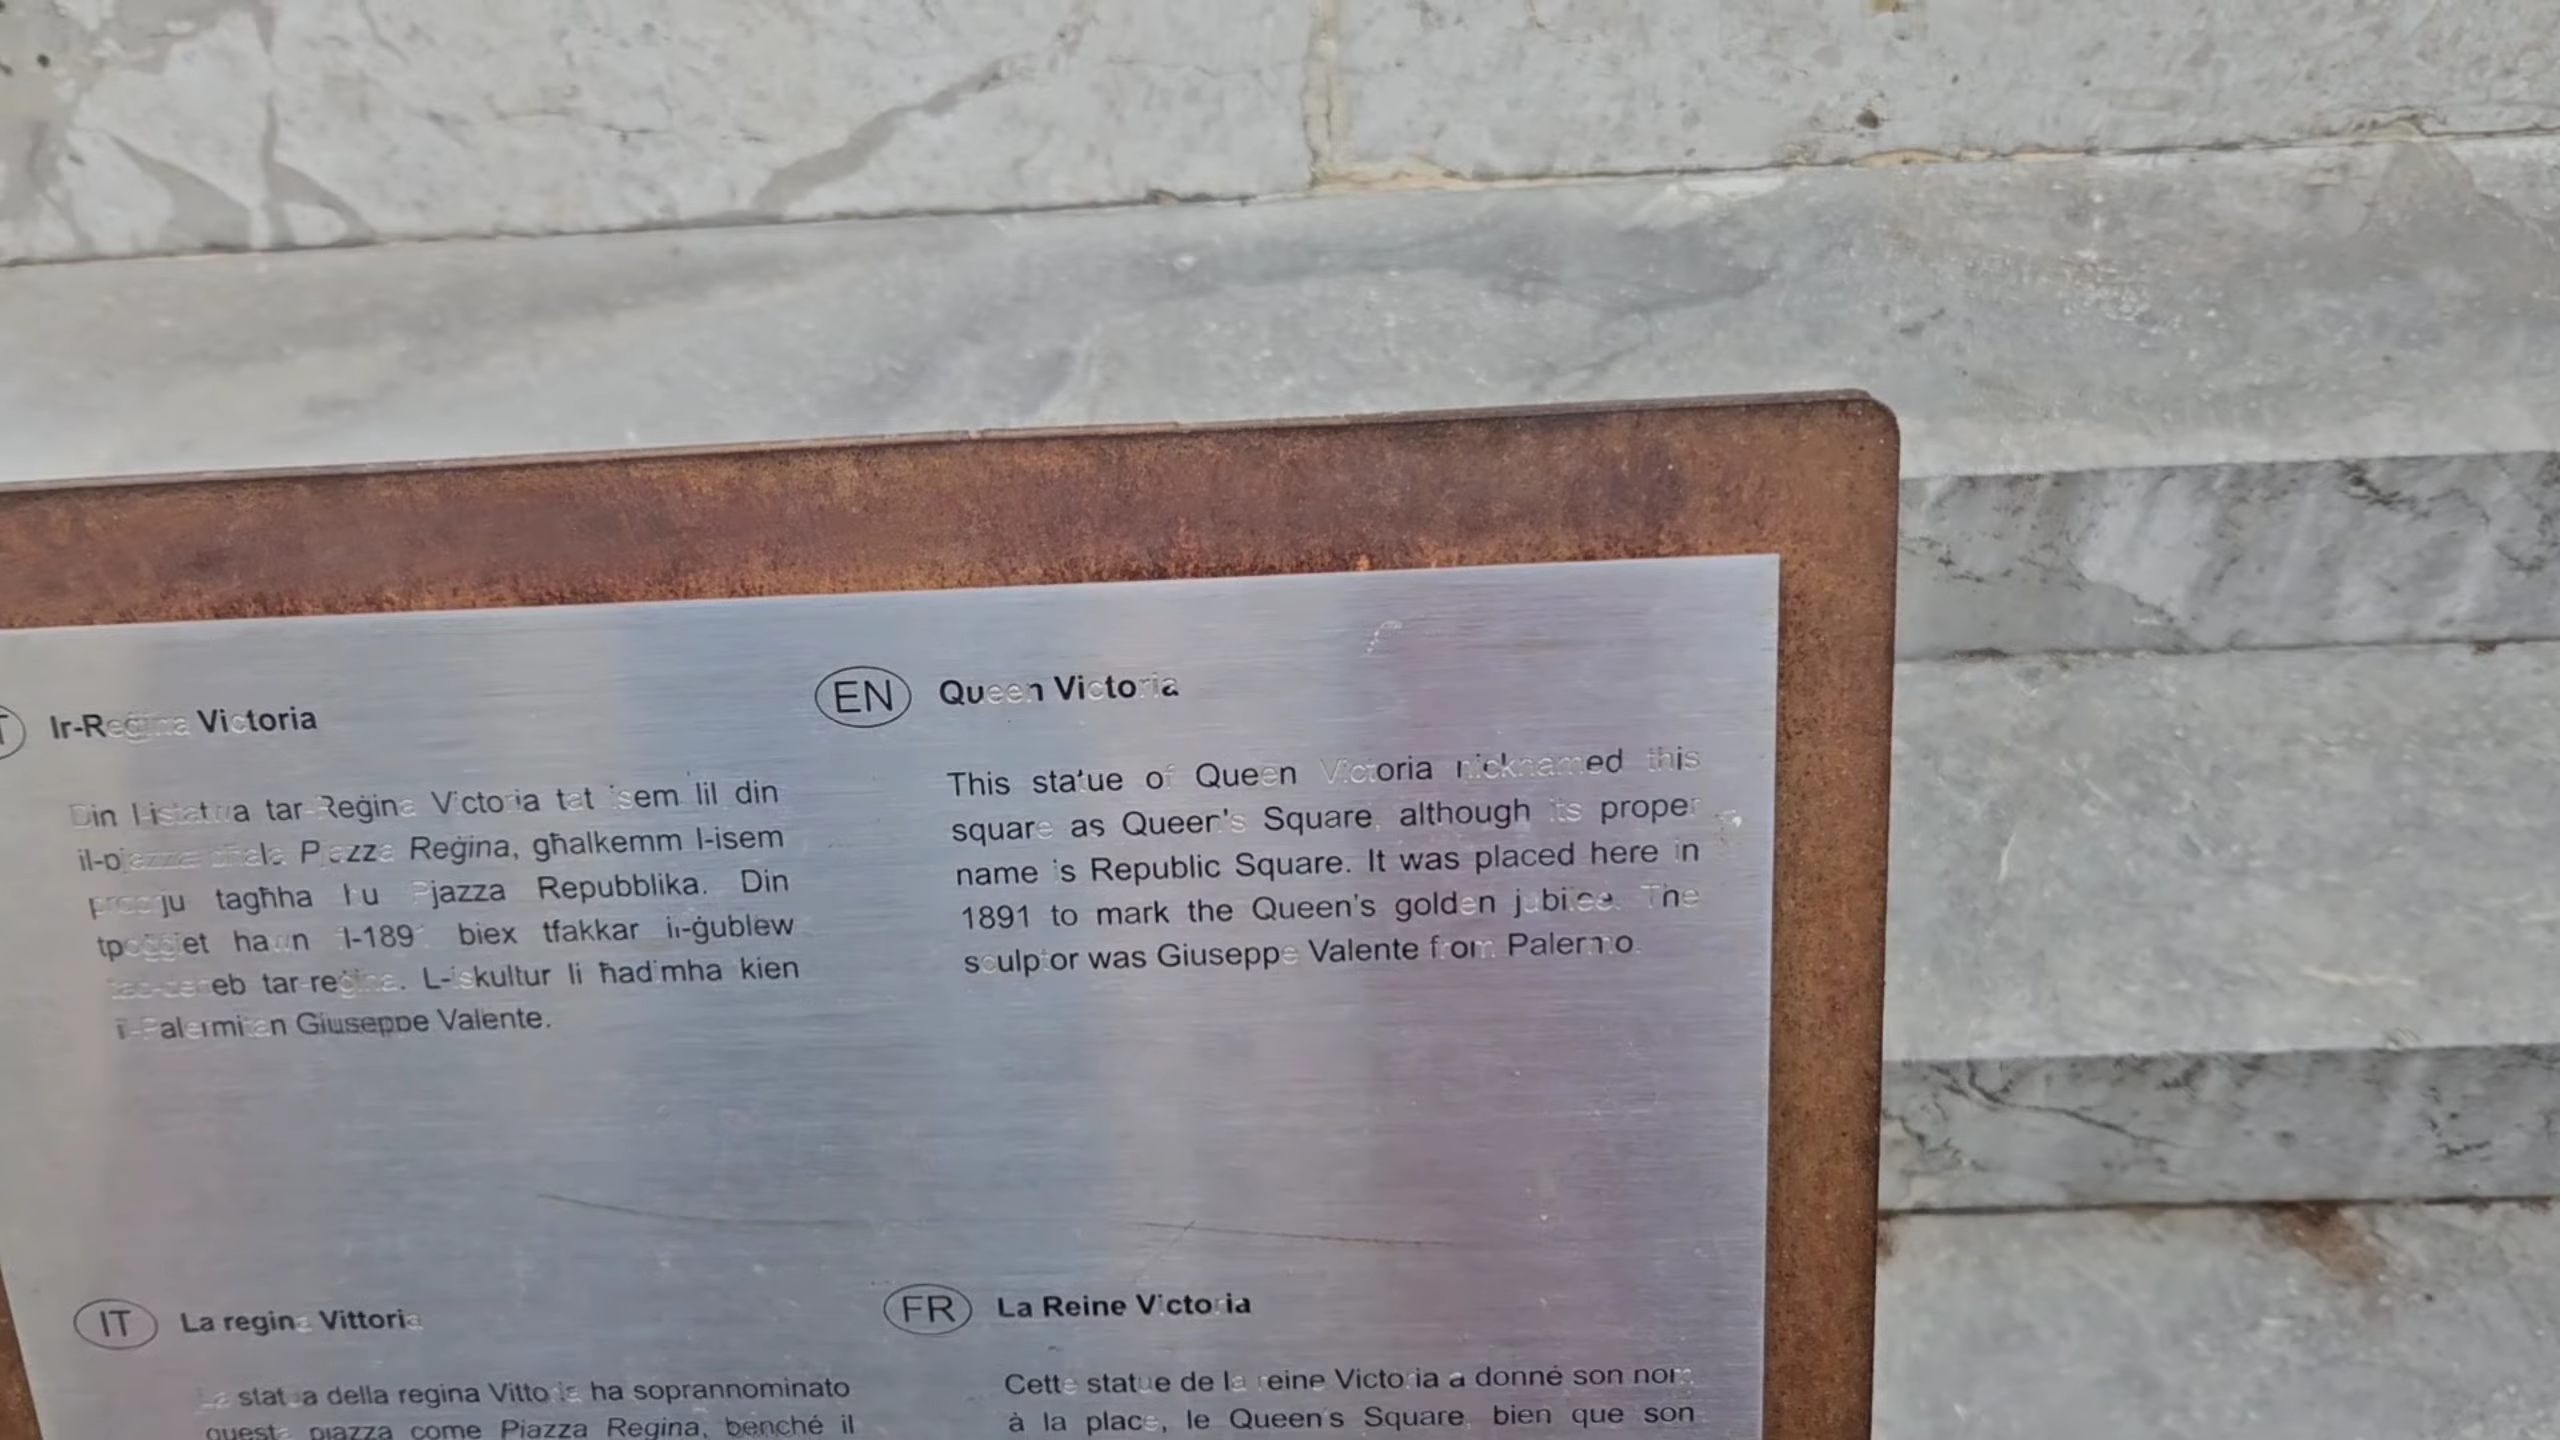 Ir-Reġina Victoria
Din l-istatwa tar-Reġina Victoria tat isem lil din
il-pjazza bħala Pjazza Reġina, għalkemm l-isem
proprju tagħha hu Pjazza Repubblika. Din
tpoġġiet hawn fl-1891 biex tfakkar il-ġublew
tad-deheb tar-reġina. L-iskultur li ħadimha kien
il-Palermitan Giuseppe Valente.
EN Queen Victoria
This statue of Queen Victoria nicknamed this
square as Queen's Square, although its proper
name is Republic Square. It was placed here in
1891 to mark the Queen's golden jubilee. The
sculptor was Giuseppe Valente from Palermo.
IT La regina Vittoria
La statua della regina Vittoria ha soprannominato
questa piazza come Piazza Regina, benché il
FR La Reine Victoria
Cette statue de la reine Victoria a donné son nom
à la place, le Queen's Square, bien que son